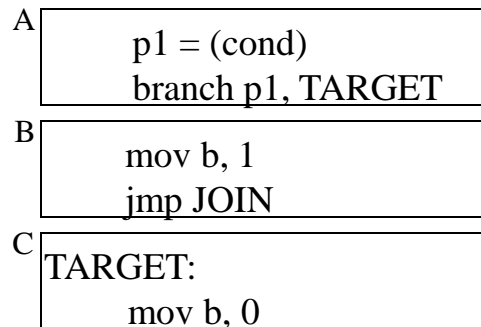 A
p1 = (cond)
branch p1, TARGET
B
mov b, 1
jmp JOIN
C
TARGET:
mov b, 0